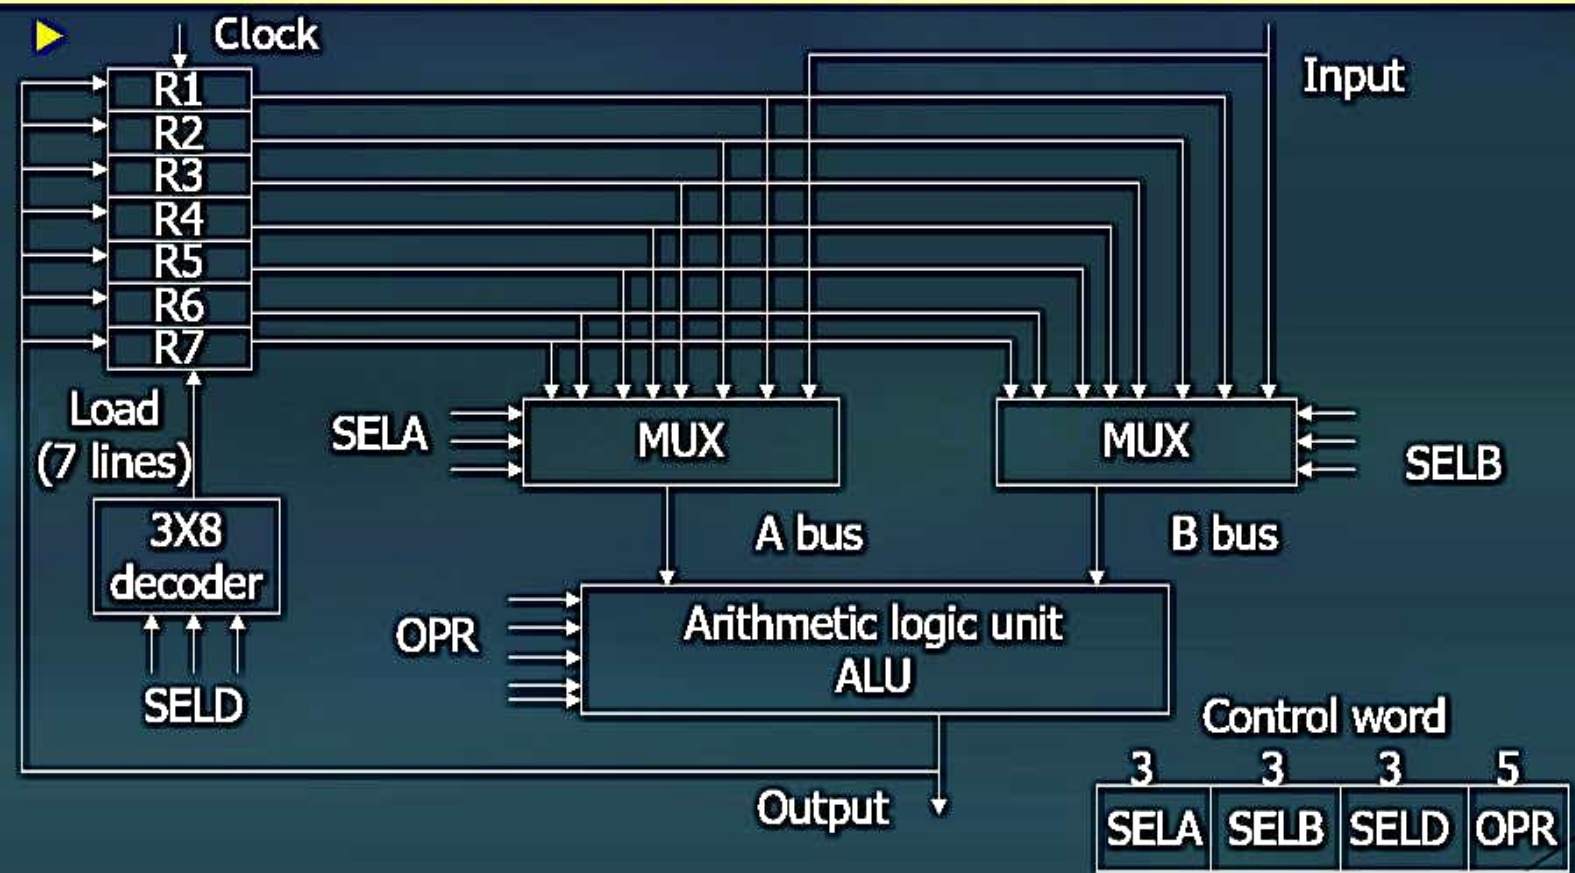 Clock
Input
R1
R2
R3
R4
R5
R6
R7
Load
(7 lines)
SELA
MUX
MUX
SELB
3X8
decoder
A bus
B bus
OPR
Arithmetic logic unit
ALU
SELD
Control word
3 3 3 5
SELA SELB SELD OPR
Output